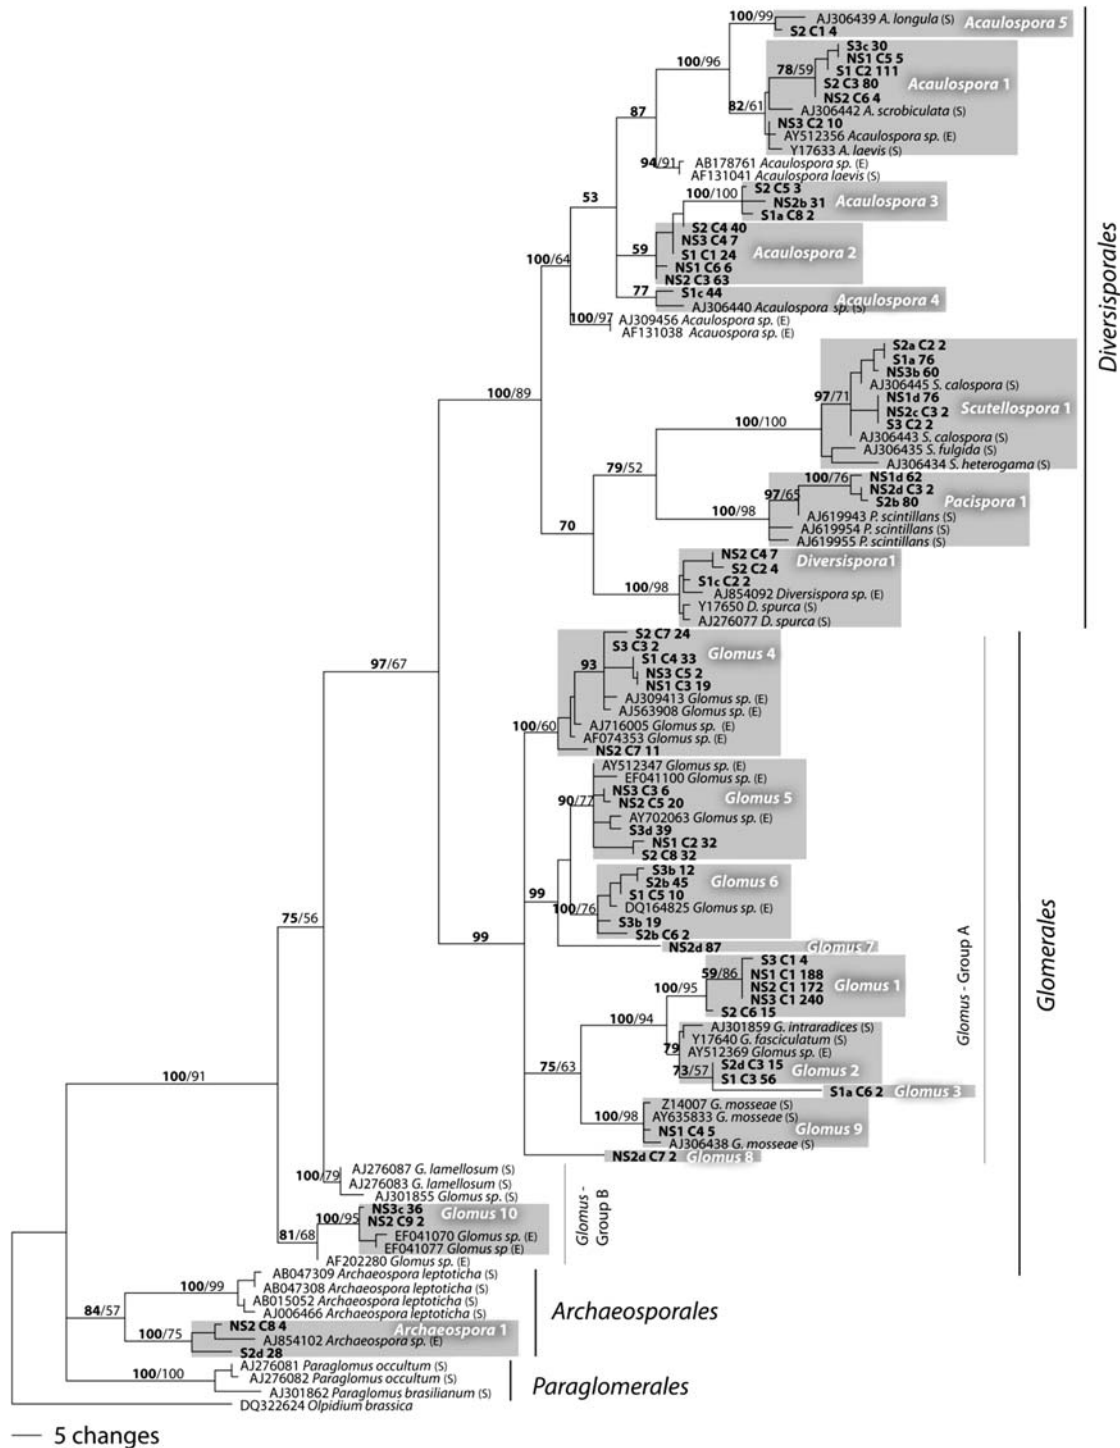 100/99
AJ306439 A. longula (S)
S2 C1 4
Acaulospora 5
100/96
S3c 30
NS1 C5 5
78/59
S1 C2 111
S2 C3 80
Acaulospora 1
NS2 C6 4
82/61
AJ306442 A. scrobiculata (S)
87
NS3 C2 10
AY512356 Acaulospora sp. (E)
Y17633 A. laevis (S)
94/91
AB178761 Acaulospora sp. (E)
AF131041 Acaulospora laevis (S)
100/100
S2 C5 3
53
NS2b 31
Acaulospora 3
S1a C8 2
S2 C4 40
NS3 C4 7
59
S1 C1 24
Acaulospora 2
NS1 C6 6
NS2 C3 63
100/64
77
S1c 44
Acaulospora 4
AJ306440 Acaulospora sp. (S)
100/97
AJ309456 Acaulospora sp. (E)
AF131038 Acauospora sp. (E)
Diversisporales
S2a C2 2
S1a 76
NS3b 60
97/71
AJ306445 S. calospora (S)
100/89
NS1d 76
NS2c C3 2
Scutellospora 1
100/100
S3 C2 2
AJ306443 S. calospora (S)
AJ306435 S. fulgida (S)
AJ306434 S. heterogama (S)
79/52
100/76
NS1d 62
97/65
NS2d C3 2
Pacispora 1
S2b 80
100/98
AJ619943 P. scintillans (S)
70
AJ619954 P. scintillans (S)
AJ619955 P. scintillans (S)
NS2 C4 7
Diversispora1
S2 C2 4
100/98
S1c C2 2
AJ854092 Diversispora sp. (E)
Y17650 D. spurca (S)
AJ276077 D. spurca (S)
S2 C7 24
S3 C3 2
Glomus 4
97/67
93
S1 C4 33
NS3 C5 2
NS1 C3 19
AJ309413 Glomus sp. (E)
AJ563908 Glomus sp. (E)
100/60
AJ716005 Glomus sp. (E)
AF074353 Glomus sp. (E)
NS2 C7 11
AY512347 Glomus sp. (E)
EF041100 Glomus sp. (E)
90/77
NS3 C3 6
Glomus 5
NS2 C5 20
AY702063 Glomus sp. (E)
S3d 39
NS1 C2 32
S2 C8 32
S3b 12
99
S2b 45
Glomus 6
S1 C5 10
100/76
DQ164825 Glomus sp. (E)
75/56
S3b 19
S2b C6 2
99
NS2d 87
Glomus 7
Glomus - Group A
Glomerales
S3 C1 4
59/86
NS1 C1 188
Glomus 1
100/95
NS2 C1 172
NS3 C1 240
S2 C6 15
100/94
AJ301859 G. intraradices (S)
Y17640 G. fasciculatum (S)
79
AY512369 Glomus sp. (E)
75/63
73/57
S2d C3 15
Glomus 2
S1 C3 56
100/91
S1a C6 2
Glomus 3
Z14007 G. mosseae (S)
100/98
AY635833 G. mosseae (S)
NS1 C4 5
Glomus 9
AJ306438 G. mosseae (S)
NS2d C7 2
Glomus 8
100/79
AJ276087 G. lamellosum (S)
AJ276083 G. lamellosum (S)
AJ301855 Glomus sp. (S)
Glomus -
Group B
100/95
NS3c 36
Glomus 10
NS2 C9 2
81/68
EF041070 Glomus sp. (E)
EF041077 Glomus sp (E)
AF202280 Glomus sp. (E)
AB047309 Archaeospora leptoticha (S)
100/99
AB047308 Archaeospora leptoticha (S)
AB015052 Archaeospora leptoticha (S)
84/57
AJ006466 Archaeospora leptoticha (S)
Archaeosporales
NS2 C8 4
Archaeospora 1
100/75
AJ854102 Archaeospora sp. (E)
S2d 28
100/100
AJ276081 Paraglomus occultum (S)
AJ276082 Paraglomus occultum (S)
Paraglomerales
AJ301862 Paraglomus brasilianum (S)
DQ322624 Olpidium brassica
5 changes